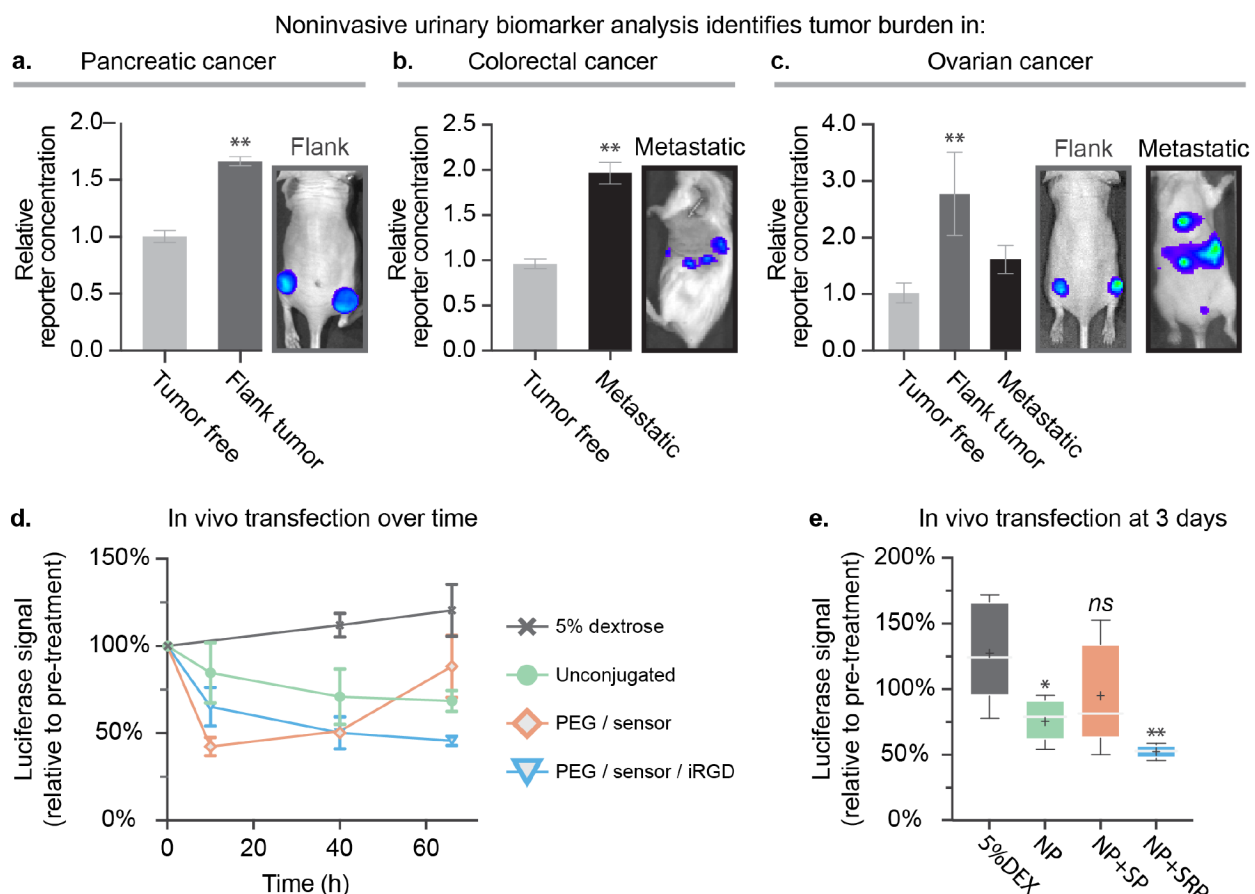 Noninvasive urinary biomarker analysis identifies tumor burden in:
a. Pancreatic cancer
Relative
reporter concentration
2.0
1.5
1.0
0.5
0.0
**
Flank
Tumor free
Flank tumor
b. Colorectal cancer
Relative
reporter concentration
2.5
2.0
1.5
1.0
0.5
0.0
**
Metastatic
Tumor free
Metastatic
c. Ovarian cancer
Relative
reporter concentration
4.0
3.0
2.0
1.0
0.0
**
Flank
Metastatic
Tumor free
Flank tumor
Metastatic
d. In vivo transfection over time
Luciferase signal
(relative to pre-treatment)
150%
100%
50%
0%
0 20 40 60
Time (h)
5% dextrose
Unconjugated
PEG / sensor
PEG / sensor / iRGD
e. In vivo transfection at 3 days
Luciferase signal
(relative to pre-treatment)
200%
150%
100%
50%
0%
*
ns
**
5%DEX
NP
NP+SP
NP+SRP